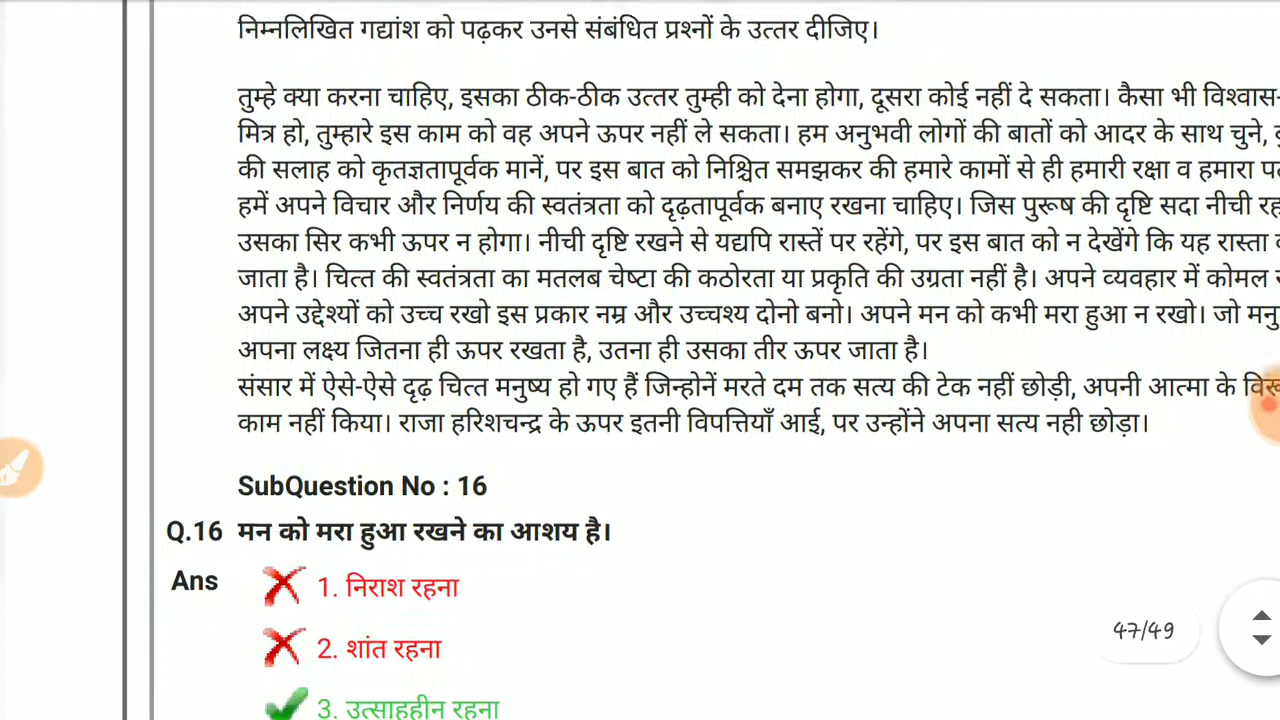 निम्नलिखित गद्यांश को पढ़कर उनसे संबंधित प्रश्नों के उत्तर दीजिए।
तुम्हे क्या करना चाहिए, इसका ठीक-ठीक उत्तर तुम्ही को देना होगा, दूसरा कोई नहीं दे सकता। कैसा भी विश्वास-
मित्र हो, तुम्हारे इस काम को वह अपने ऊपर नहीं ले सकता। हम अनुभवी लोगों की बातों को आदर के साथ चुने,
की सलाह को कृतज्ञतापूर्वक मानें, पर इस बात को निश्चित समझकर की हमारे कामों से ही हमारी रक्षा व हमारा
हमें अपने विचार और निर्णय की स्वतंत्रता को दृढ़तापूर्वक बनाए रखना चाहिए। जिस पुरूष की दृष्टि सदा नीची
उसका सिर कभी ऊपर न होगा। नीची दृष्टि रखने से यद्यपि रास्तें पर रहेंगे, पर इस बात को न देखेंगे कि यह रास्ता
जाता है। चित्त की स्वतंत्रता का मतलब चेष्टा की कठोरता या प्रकृति की उग्रता नहीं है। अपने व्यवहार में कोमल
अपने उद्देश्यों को उच्च रखो इस प्रकार नम्र और उच्चश्य दोनो बनो। अपने मन को कभी मरा हुआ न रखो। जो
अपना लक्ष्य जितना ही ऊपर रखता है, उतना ही उसका तीर ऊपर जाता है।
संसार में ऐसे-ऐसे दृढ़ चित्त मनुष्य हो गए हैं जिन्होनें मरते दम तक सत्य की टेक नहीं छोड़ी, अपनी आत्मा के
काम नहीं किया। राजा हरिशचन्द्र के ऊपर इतनी विपत्तियाँ आई, पर उन्होंने अपना सत्य नही छोड़ा।
SubQuestion No : 16
Q.16 मन को मरा हुआ रखने का आशय है।
Ans
1. निराश रहना
2. शांत रहना
47/49
3. उत्साहहीन रहना